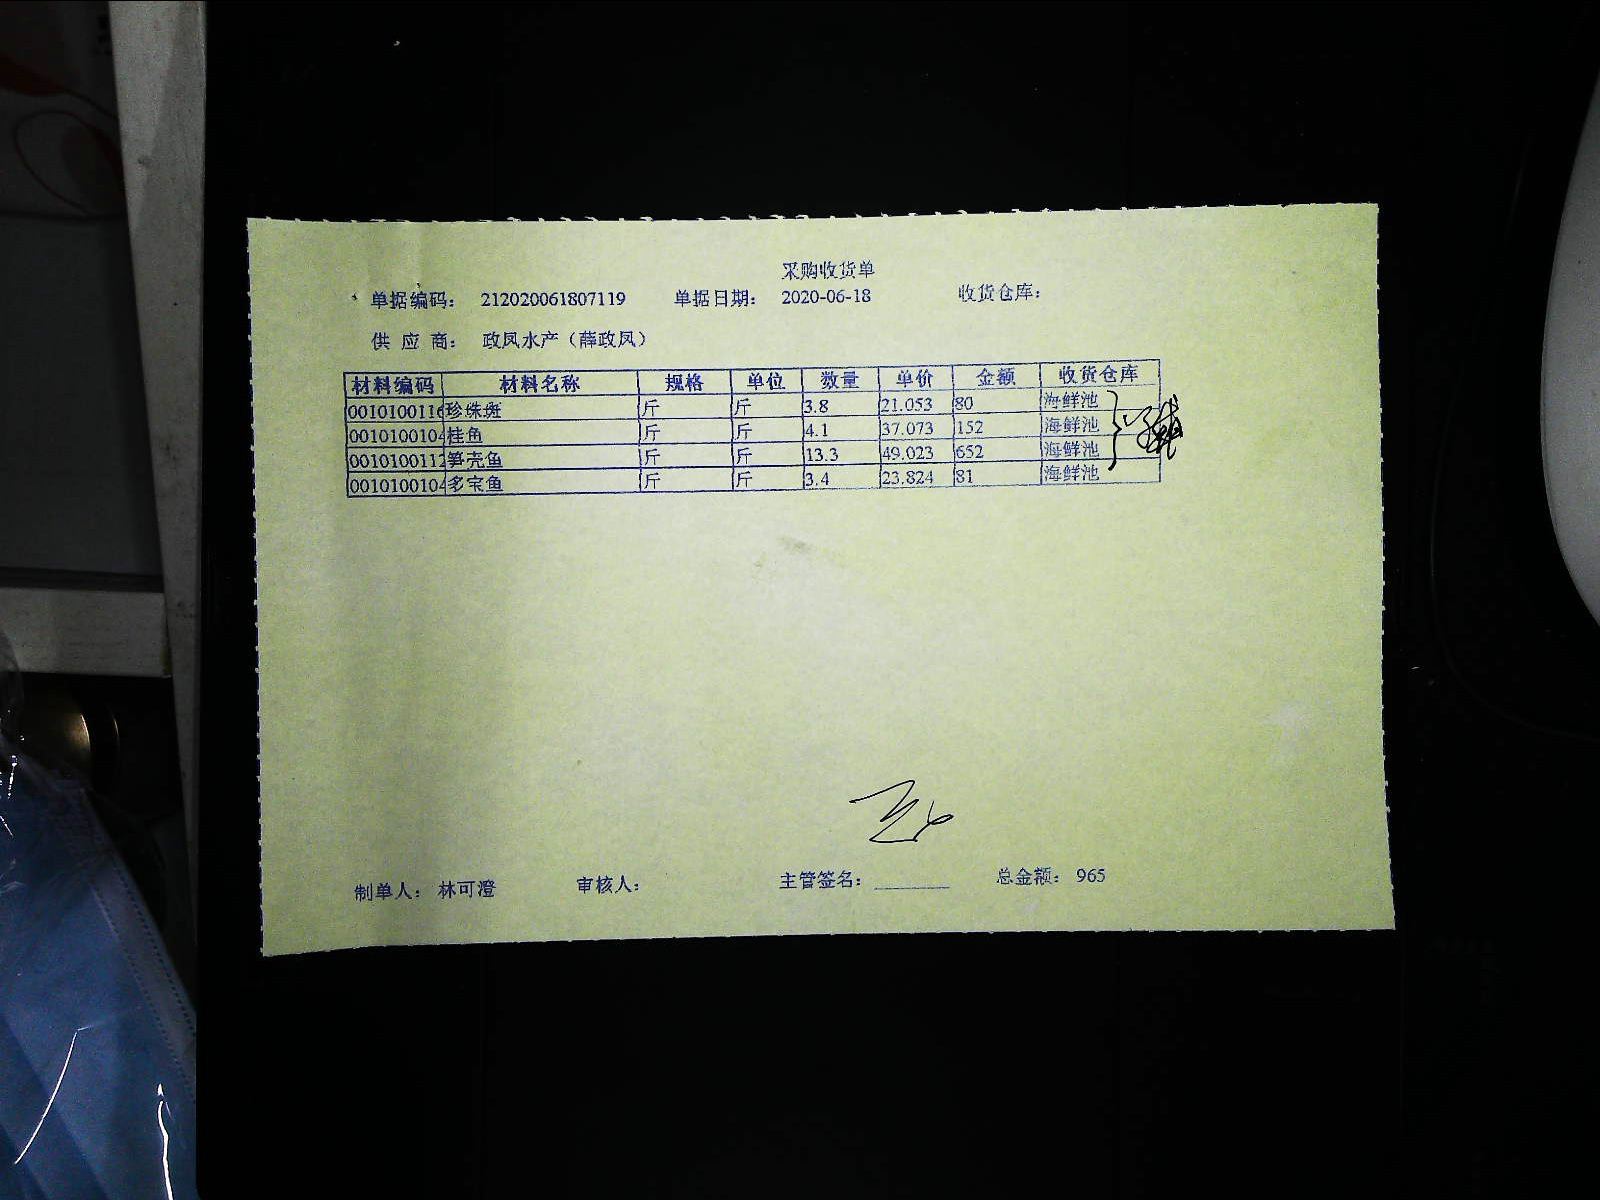 采购收货单
单据编码： 212020061807119 单据日期： 2020-06-18 收货仓库：
供 应 商： 政凤水产（薛政凤）
材料编码 材料名称 规格 单位 数量 单价 金额 收货仓库
0010100116 珍珠斑 斤 斤 3.8 21.053 80 海鲜池
0010100104 桂鱼 斤 斤 4.1 37.073 152 海鲜池
0010100112 笋壳鱼 斤 斤 13.3 49.023 652 海鲜池
0010100104 多宝鱼 斤 斤 3.4 23.824 81 海鲜池
制单人： 林可澄 审核人： 主管签名： 总金额： 965